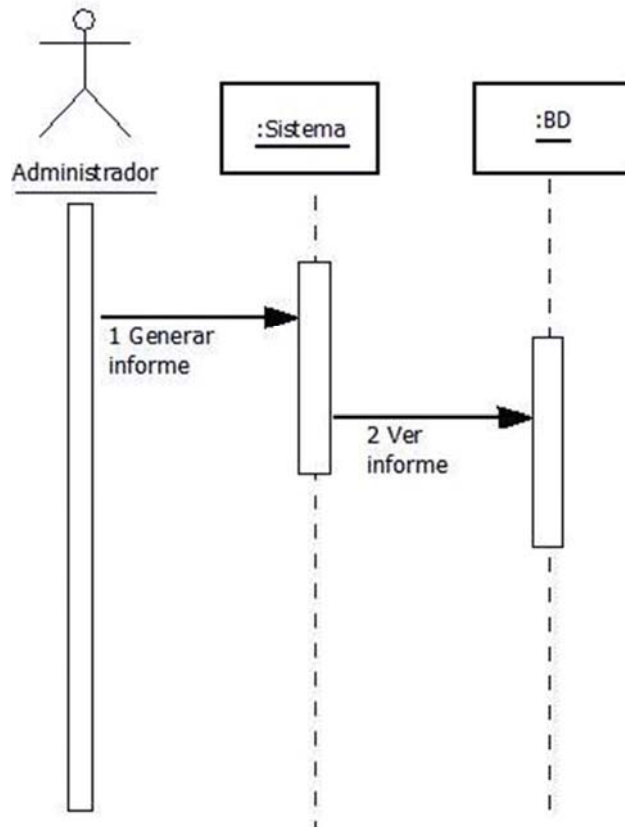 :Sistema
:BD
Administrador
1 Generar
informe
2 Ver
informe